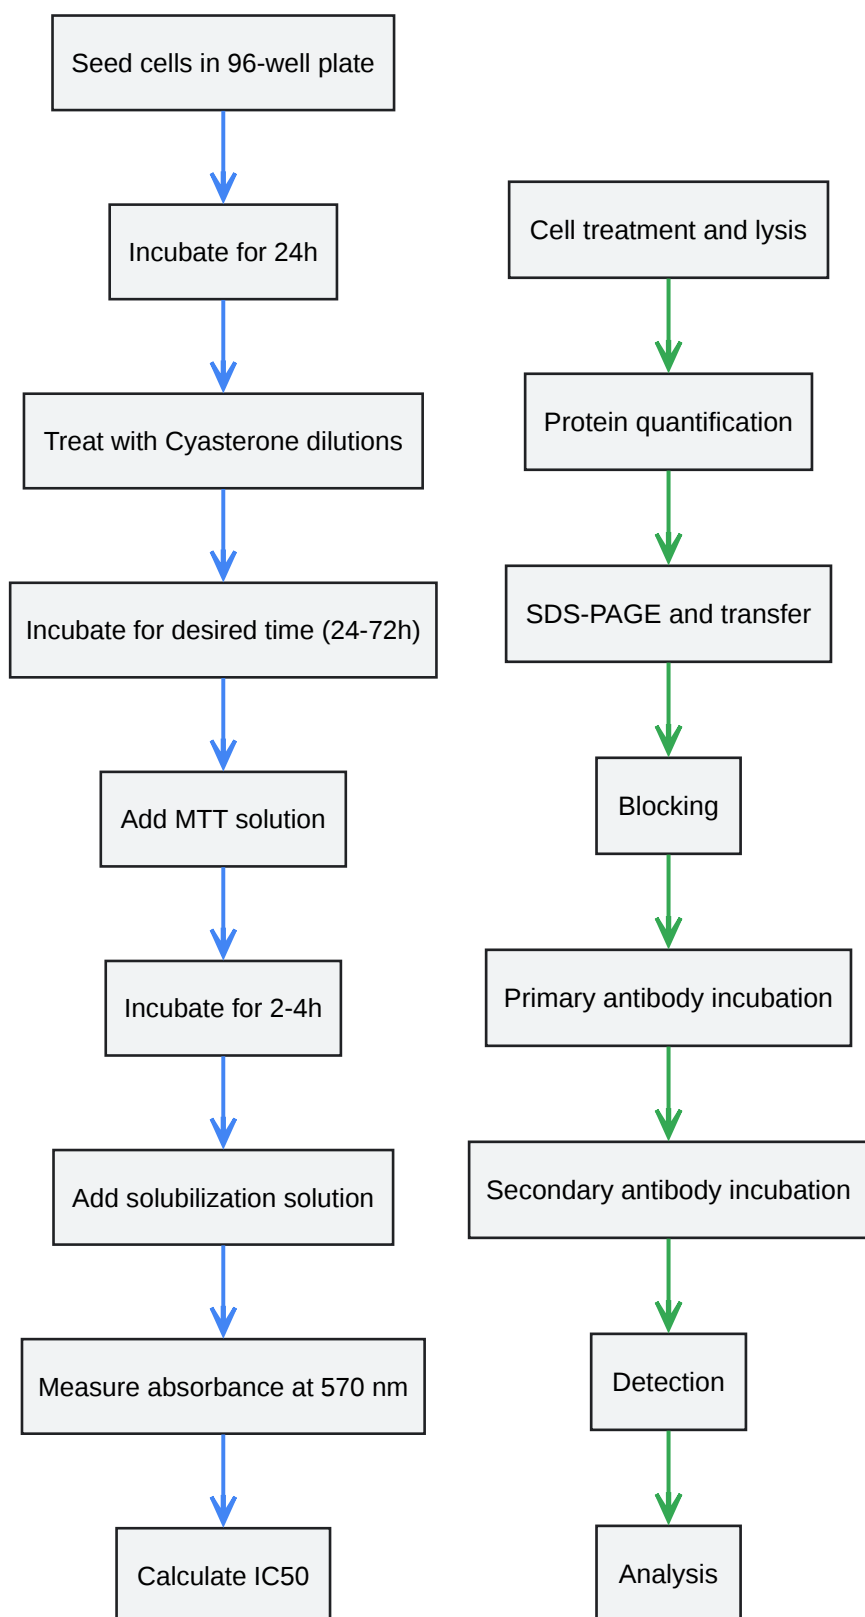 Seed cells in 96-well plate
Incubate for 24h
Treat with Cyasterone dilutions
Incubate for desired time (24-72h)
Add MTT solution
Incubate for 2-4h
Add solubilization solution
Measure absorbance at 570 nm
Calculate IC50
Cell treatment and lysis
Protein quantification
SDS-PAGE and transfer
Blocking
Primary antibody incubation
Secondary antibody incubation
Detection
Analysis